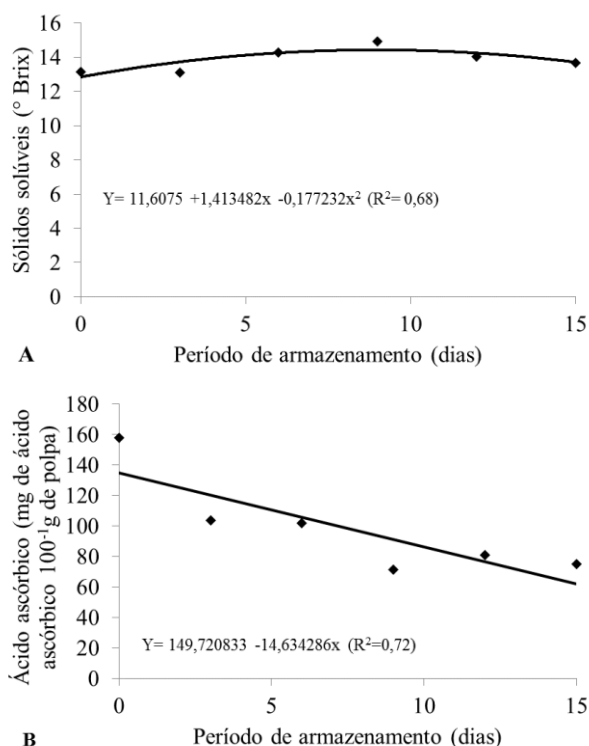 Sólidos solúveis (° Brix)
16
14
12
10
8
6
4
2
0
Y= 11,6075 +1,413482x -0,177232x² (R²= 0,68)
0 5 10 15
A Período de armazenamento (dias)
Ácido ascórbico (mg de ácido
ascórbico 100⁻¹g de polpa)
180
160
140
120
100
80
60
40
20
0
Y= 149,720833 -14,634286x (R²=0,72)
0 5 10 15
B Período de armazenamento (dias)